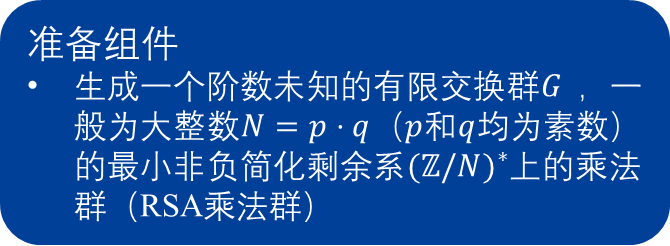 准备组件
• 生成一个阶数未知的有限交换群G ，一
般为大整数N = p · q（p和q均为素数）
的最小非负简化剩余系(ℤ/N)*上的乘法
群（RSA乘法群）